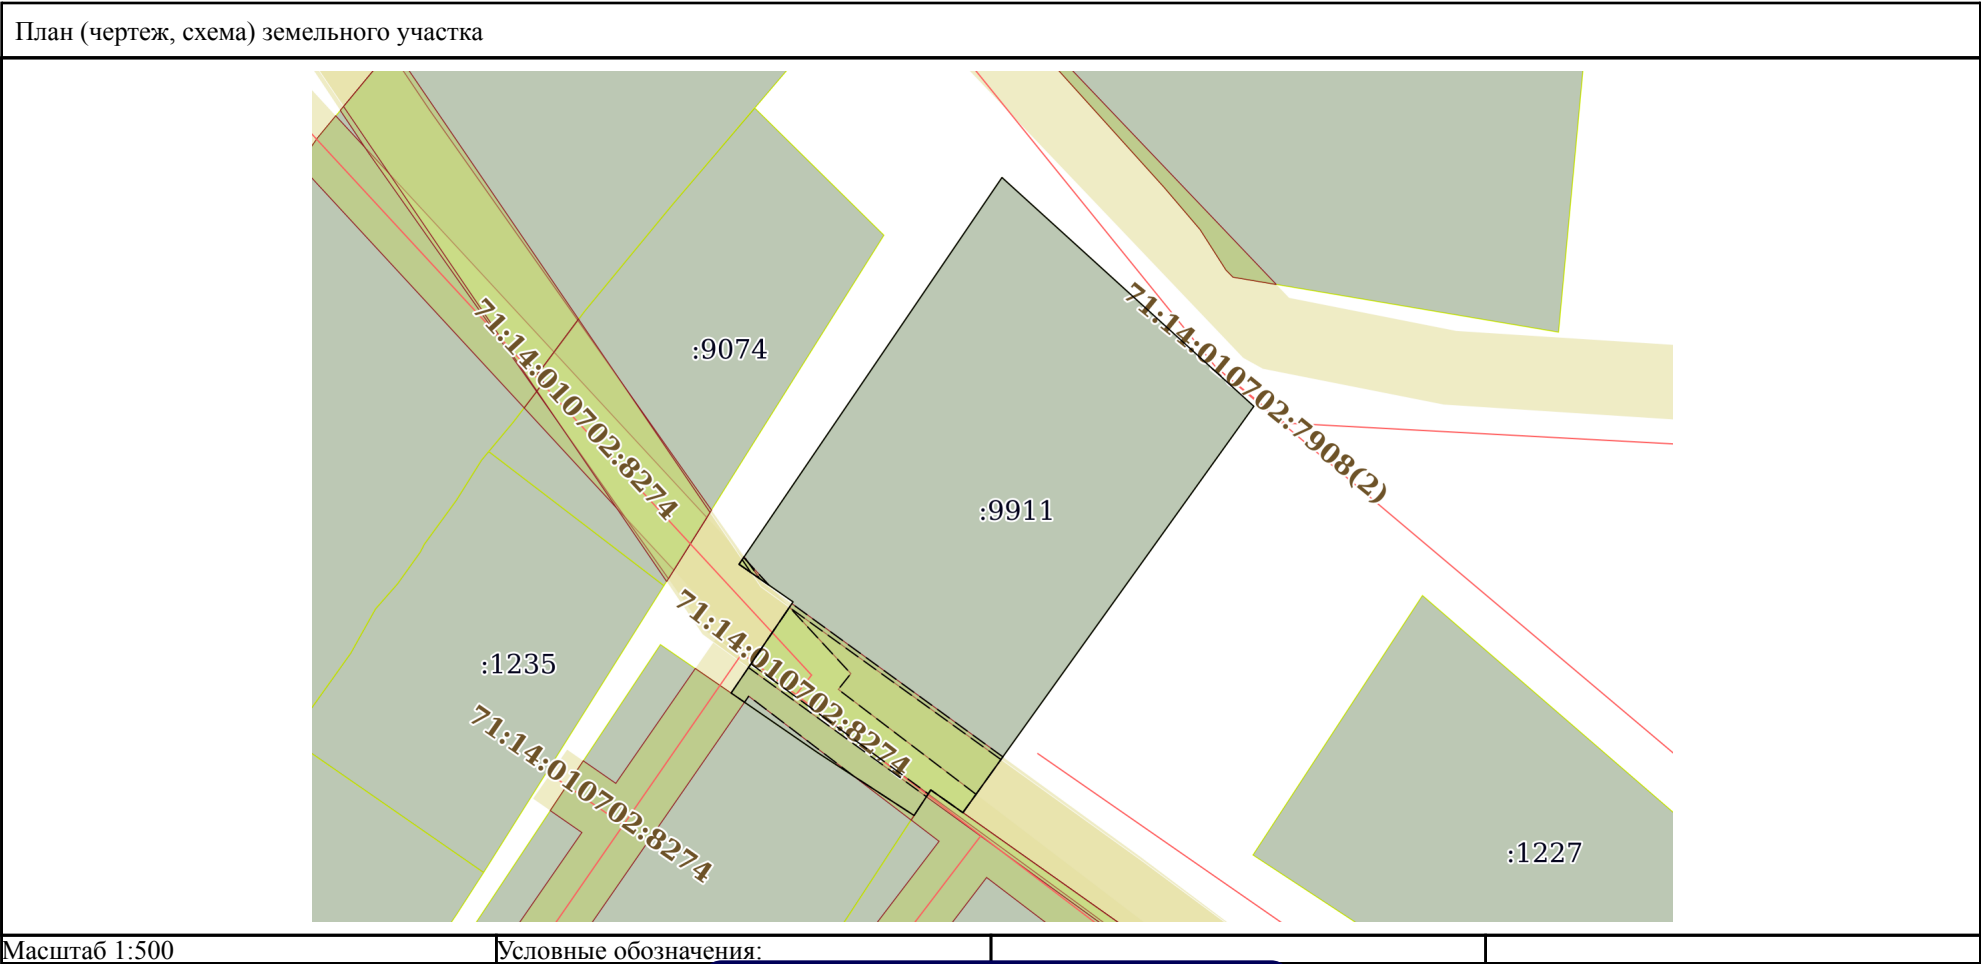 План (чертеж, схема) земельного участка
71:14:010702:7908(2)
71:14:010702:8274
:9074
:9911
71:14:010702:8274
:1235
71:14:010702:8274
:1227
Масштаб 1:500
Условные обозначения: